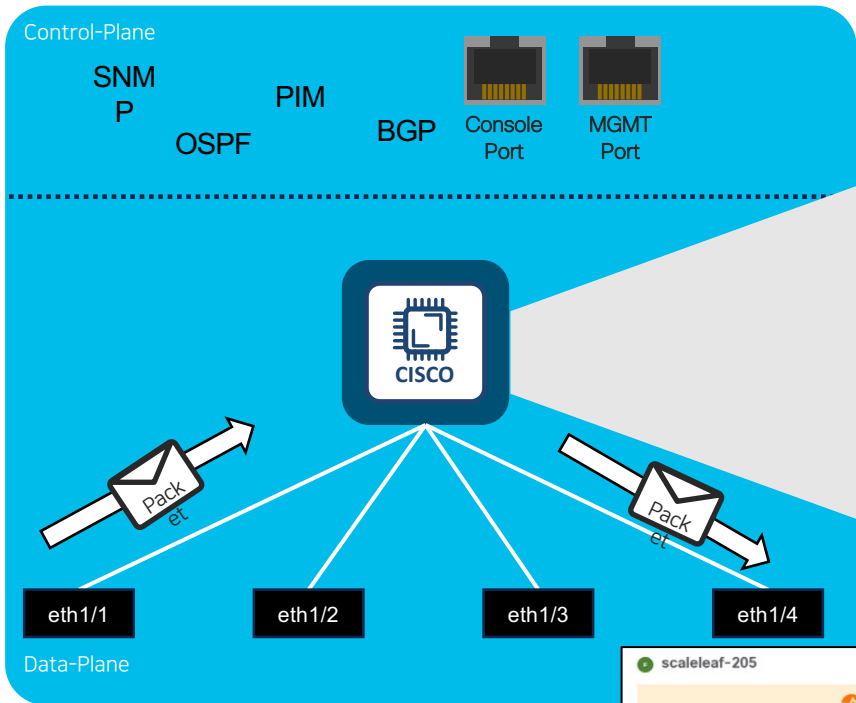 Control-Plane
SNM
P
PIM
OSPF
BGP
Console
Port
MGMT
Port
CISCO
Pack
et
Pack
et
eth1/1
eth1/2
eth1/3
eth1/4
Data-Plane
scaleleaf-205